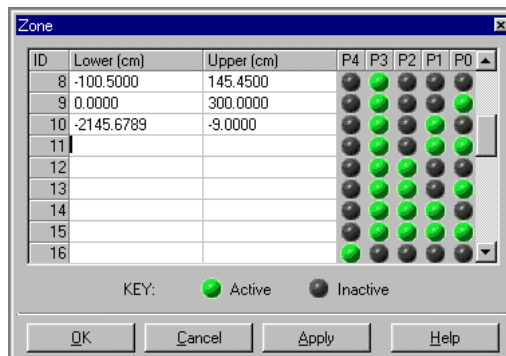 Zone
ID Lower (cm) Upper (cm) P4 P3 P2 P1 P0
8 -100.5000 145.4500
9 0.0000 300.0000
10 -2145.6789 -9.0000
11
12
13
14
15
16
KEY: Active Inactive
OK Cancel Apply Help